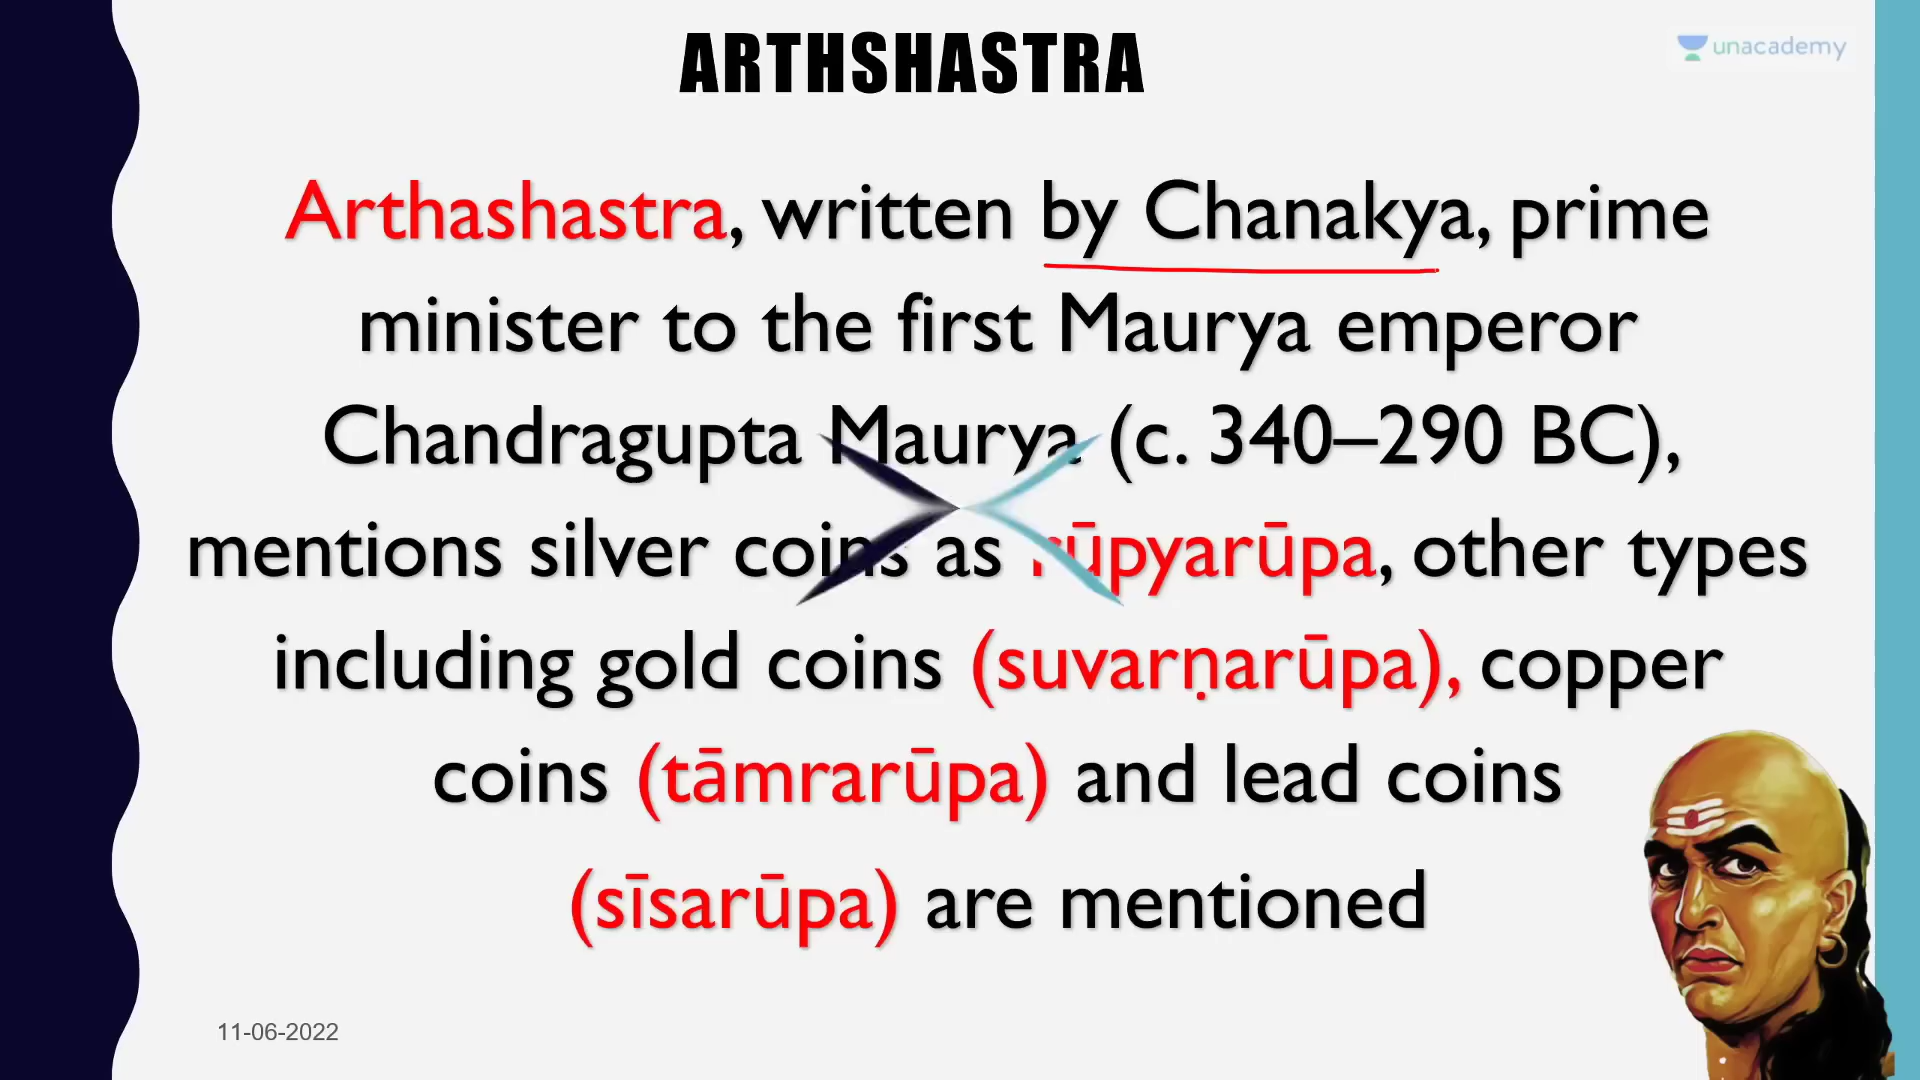 ARTHSHASTRA
unacademy
Arthashastra, written by Chanakya, prime
minister to the first Maurya emperor
Chandragupta Maurya (c. 340–290 BC),
mentions silver coins as rūpyarūpa, other types
including gold coins (suvarṇarūpa), copper
coins (tāmrarūpa) and lead coins
(sīsarūpa) are mentioned
11-06-2022